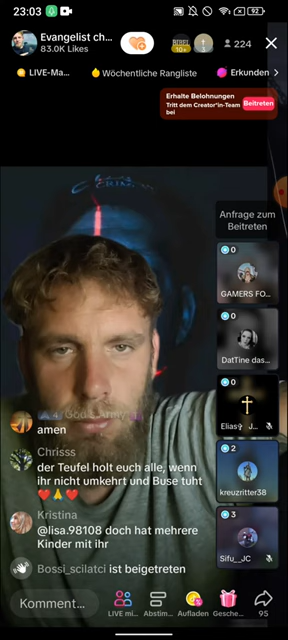 23:03
92
Evangelist ch...
83.0K Likes
10+
224
LIVE-Ma...
Wöchentliche Rangliste
Erkunden
Erhalte Belohnungen
Tritt dem Creator*in-Team
bei
Beitreten
Anfrage zum
Beitreten
0
GAMERS FO...
0
DatTine das...
0
Elias✞ J...
2
kreuzritter38
3
Sifu__JC
amen
Chrisss
der Teufel holt euch alle, wenn
ihr nicht umkehrt und Buse tuht
❤️🙏❤️
Kristina
@lisa.98108 doch hat mehrere
Kinder mit ihr
Bossi_scilatci ist beigetreten
Komment...
LIVE mi...
Abstim...
Aufladen
Gesche...
95